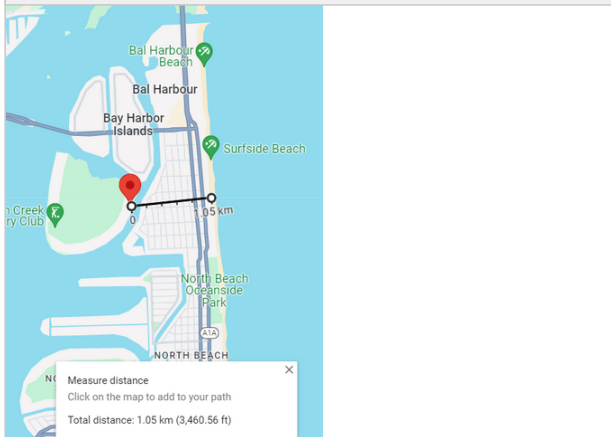 Bal Harbour
Beach
Bal Harbour
Bay Harbor
Islands
Surfside Beach
Creek
ry Club
0
1.05 km
North Beach
Oceanside
Park
A1A
NORTH BEACH
Measure distance
Click on the map to add to your path
Total distance: 1.05 km (3,460.56 ft)